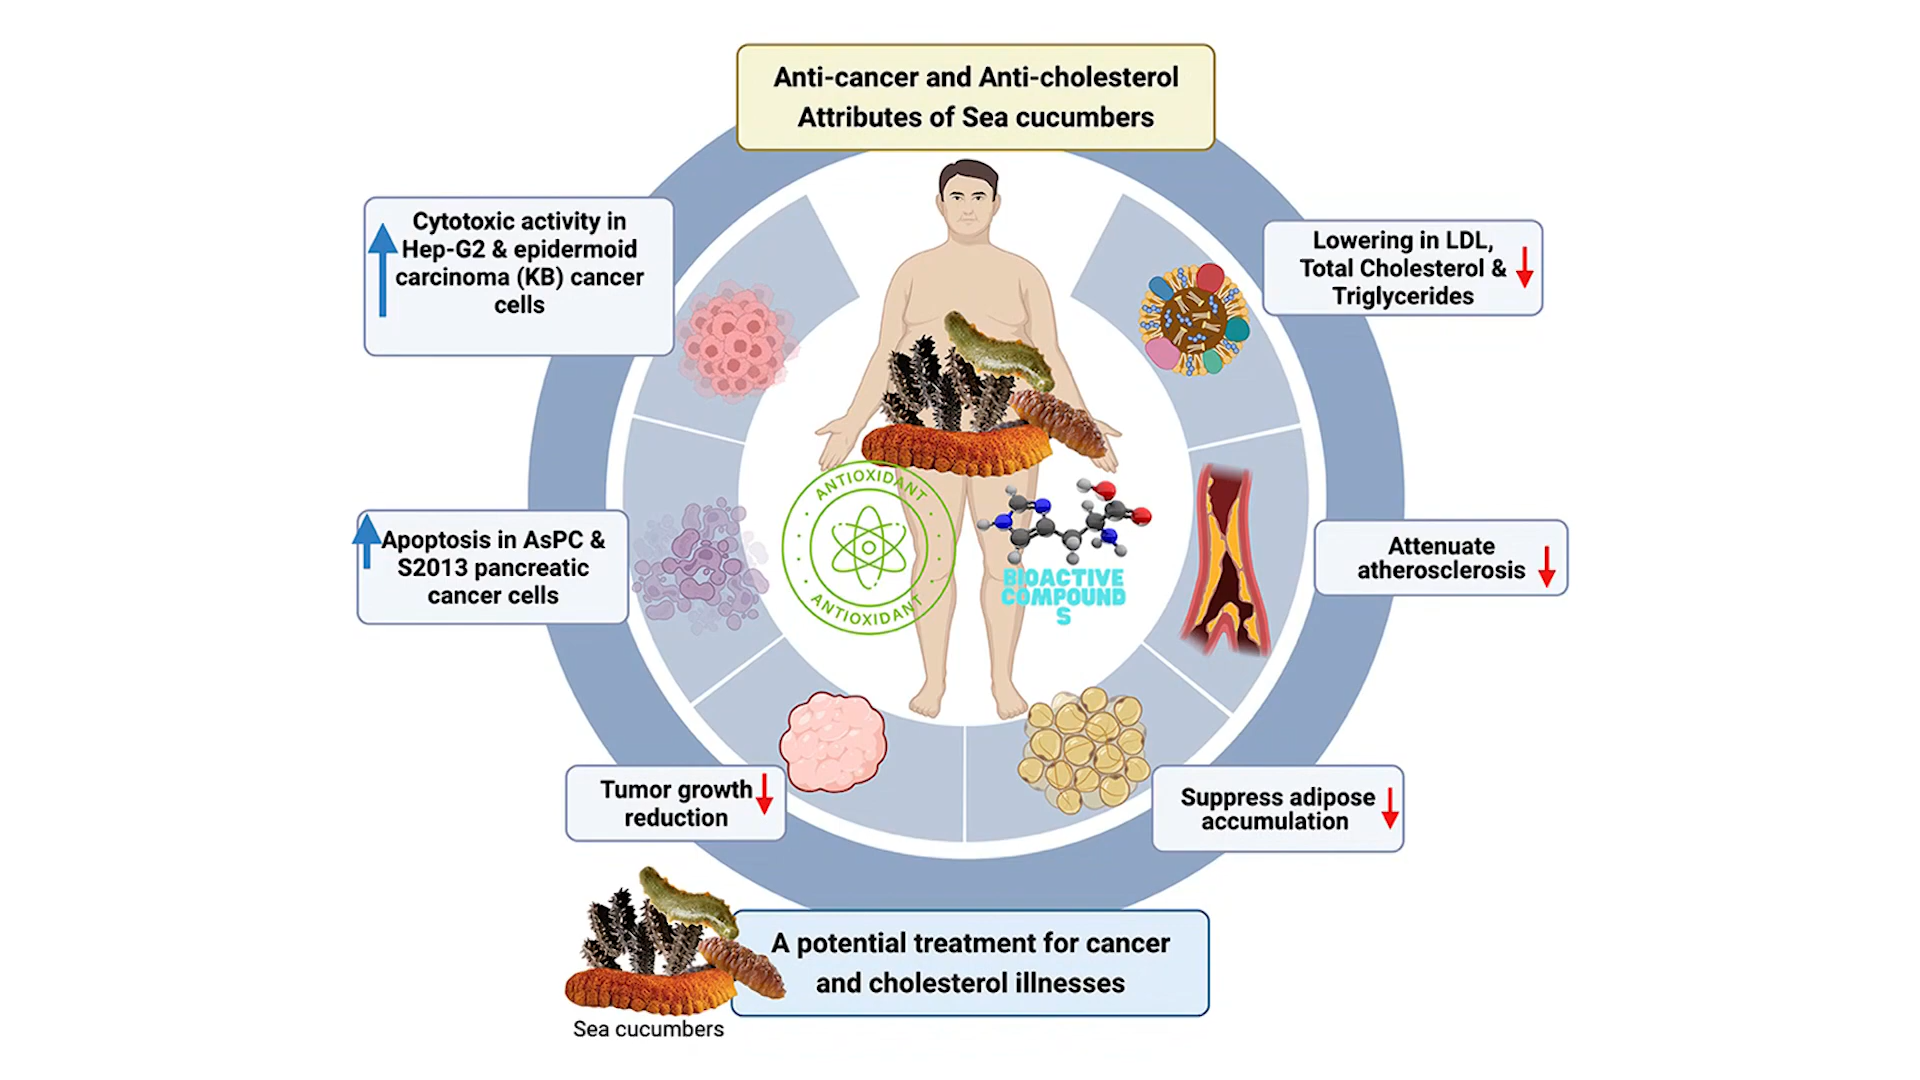 Anti-cancer and Anti-cholesterol
Attributes of Sea cucumbers
Cytotoxic activity in
Hep-G2 & epidermoid
carcinoma (KB) cancer
cells
Lowering in LDL,
Total Cholesterol &
Triglycerides
Apoptosis in AsPC &
S2013 pancreatic
cancer cells
ANTIOXIDANT
ANTIOXIDANT
BIOACTIVE
COMPOUND
S
Attenuate
atherosclerosis
Tumor growth
reduction
Suppress adipose
accumulation
A potential treatment for cancer
and cholesterol illnesses
Sea cucumbers